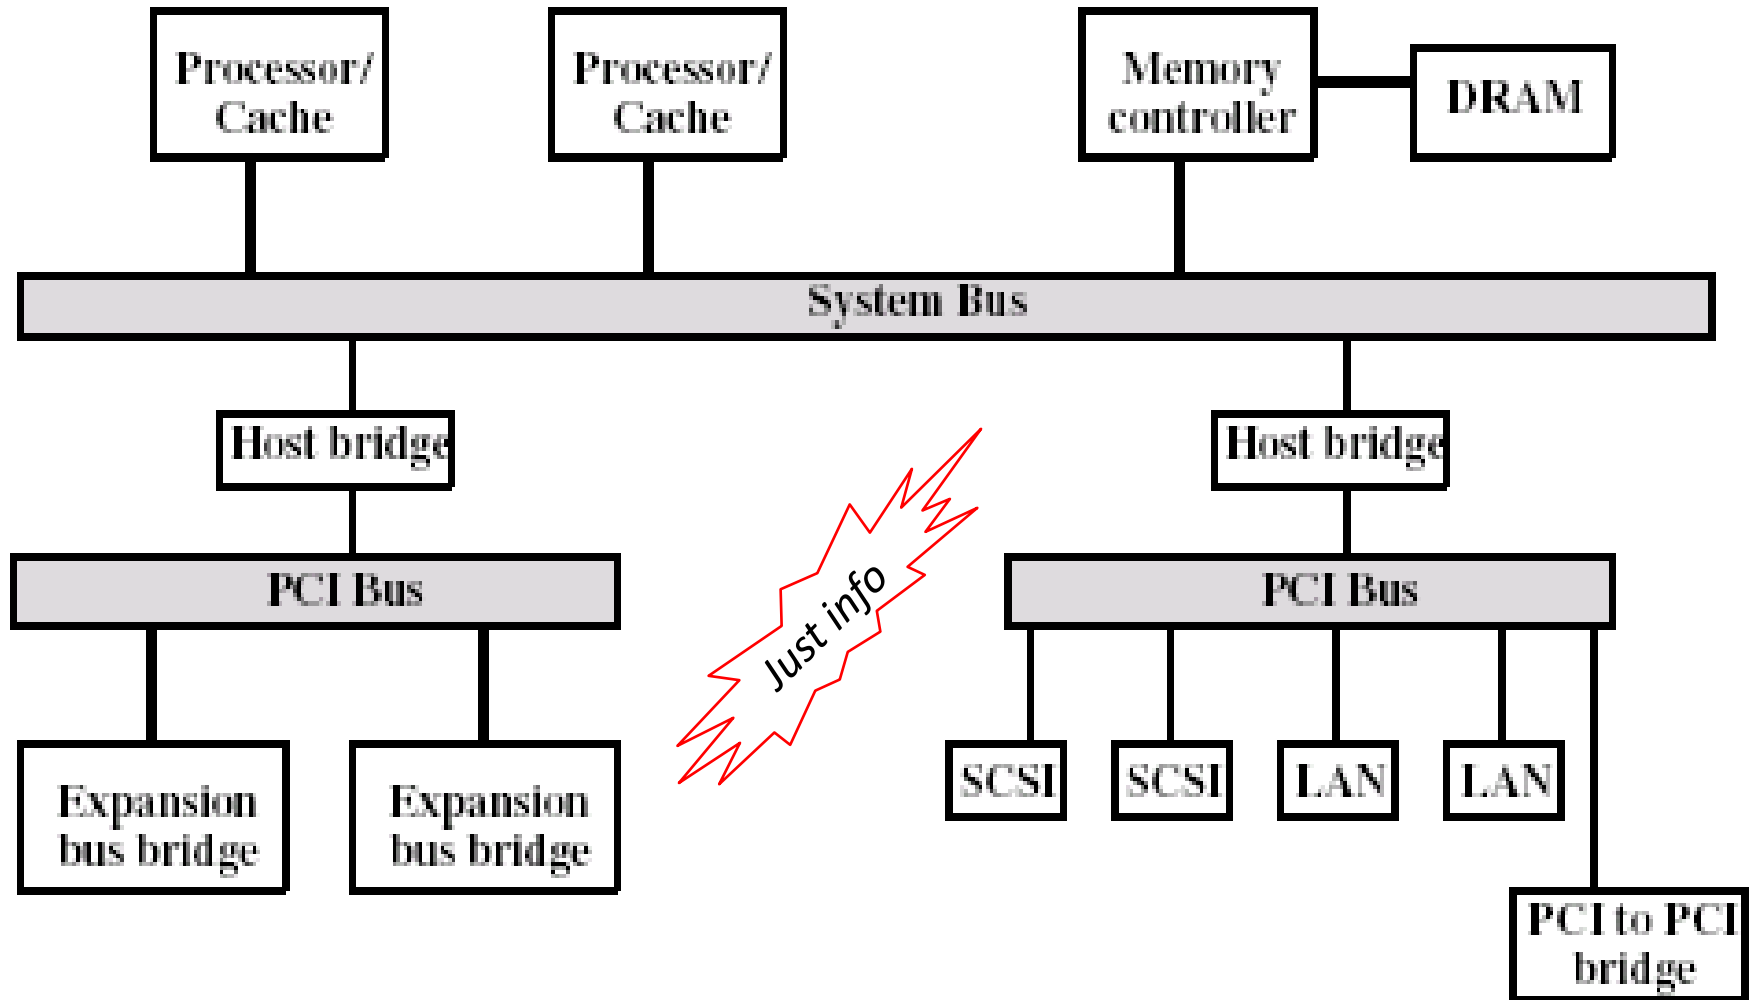 Processor/
Cache
Processor/
Cache
Memory
controller
DRAM
System Bus
Host bridge
Host bridge
PCI Bus
PCI Bus
Just info
Expansion
bus bridge
Expansion
bus bridge
SCSI
SCSI
LAN
LAN
PCI to PCI
bridge